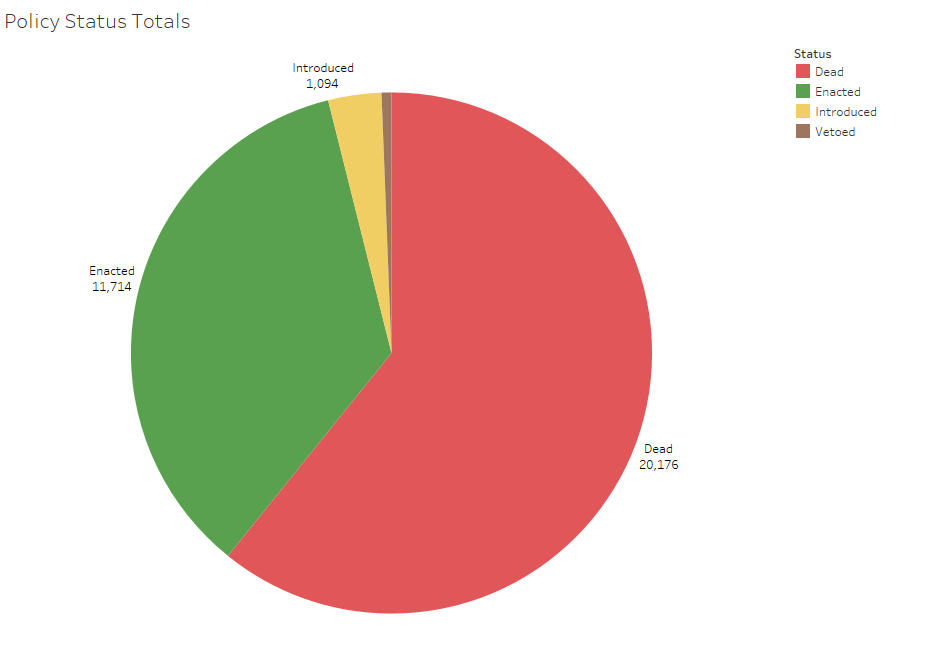 Policy Status Totals
Status
Dead
Enacted
Introduced
Vetoed
Introduced
1,094
Enacted
11,714
Dead
20,176